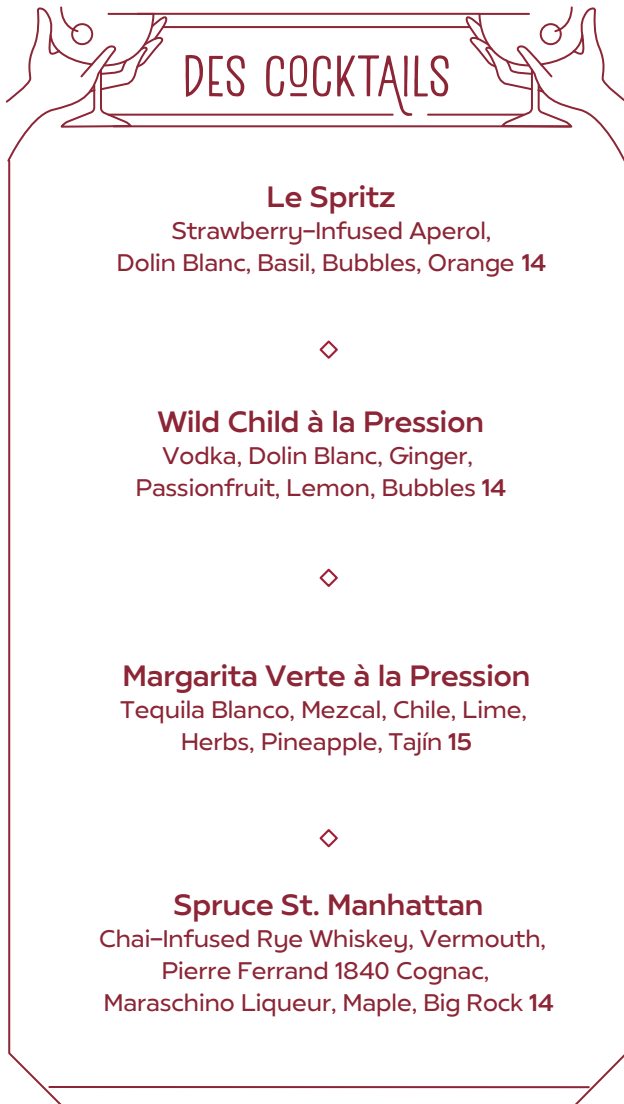 DES COCKTAILS
Le Spritz
Strawberry-Infused Aperol,
Dolin Blanc, Basil, Bubbles, Orange 14
Wild Child à la Pression
Vodka, Dolin Blanc, Ginger,
Passionfruit, Lemon, Bubbles 14
Margarita Verte à la Pression
Tequila Blanco, Mezcal, Chile, Lime,
Herbs, Pineapple, Tajín 15
Spruce St. Manhattan
Chai-Infused Rye Whiskey, Vermouth,
Pierre Ferrand 1840 Cognac,
Maraschino Liqueur, Maple, Big Rock 14